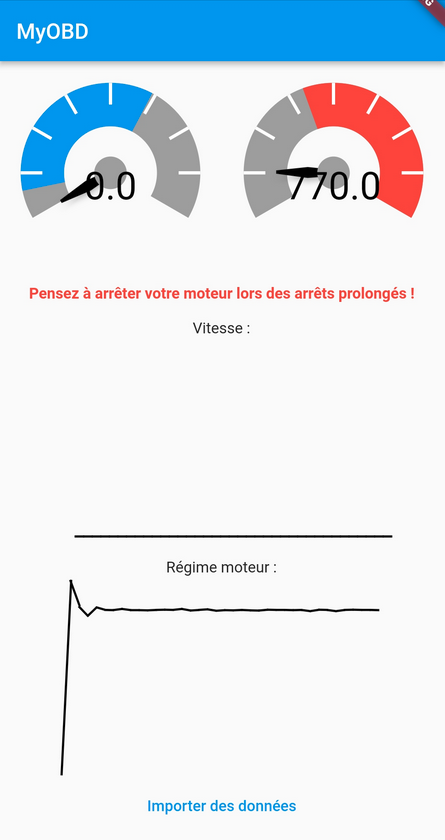 MyOBD
0.0
770.0
Pensez à arrêter votre moteur lors des arrêts prolongés !
Vitesse :
Régime moteur :
Importer des données